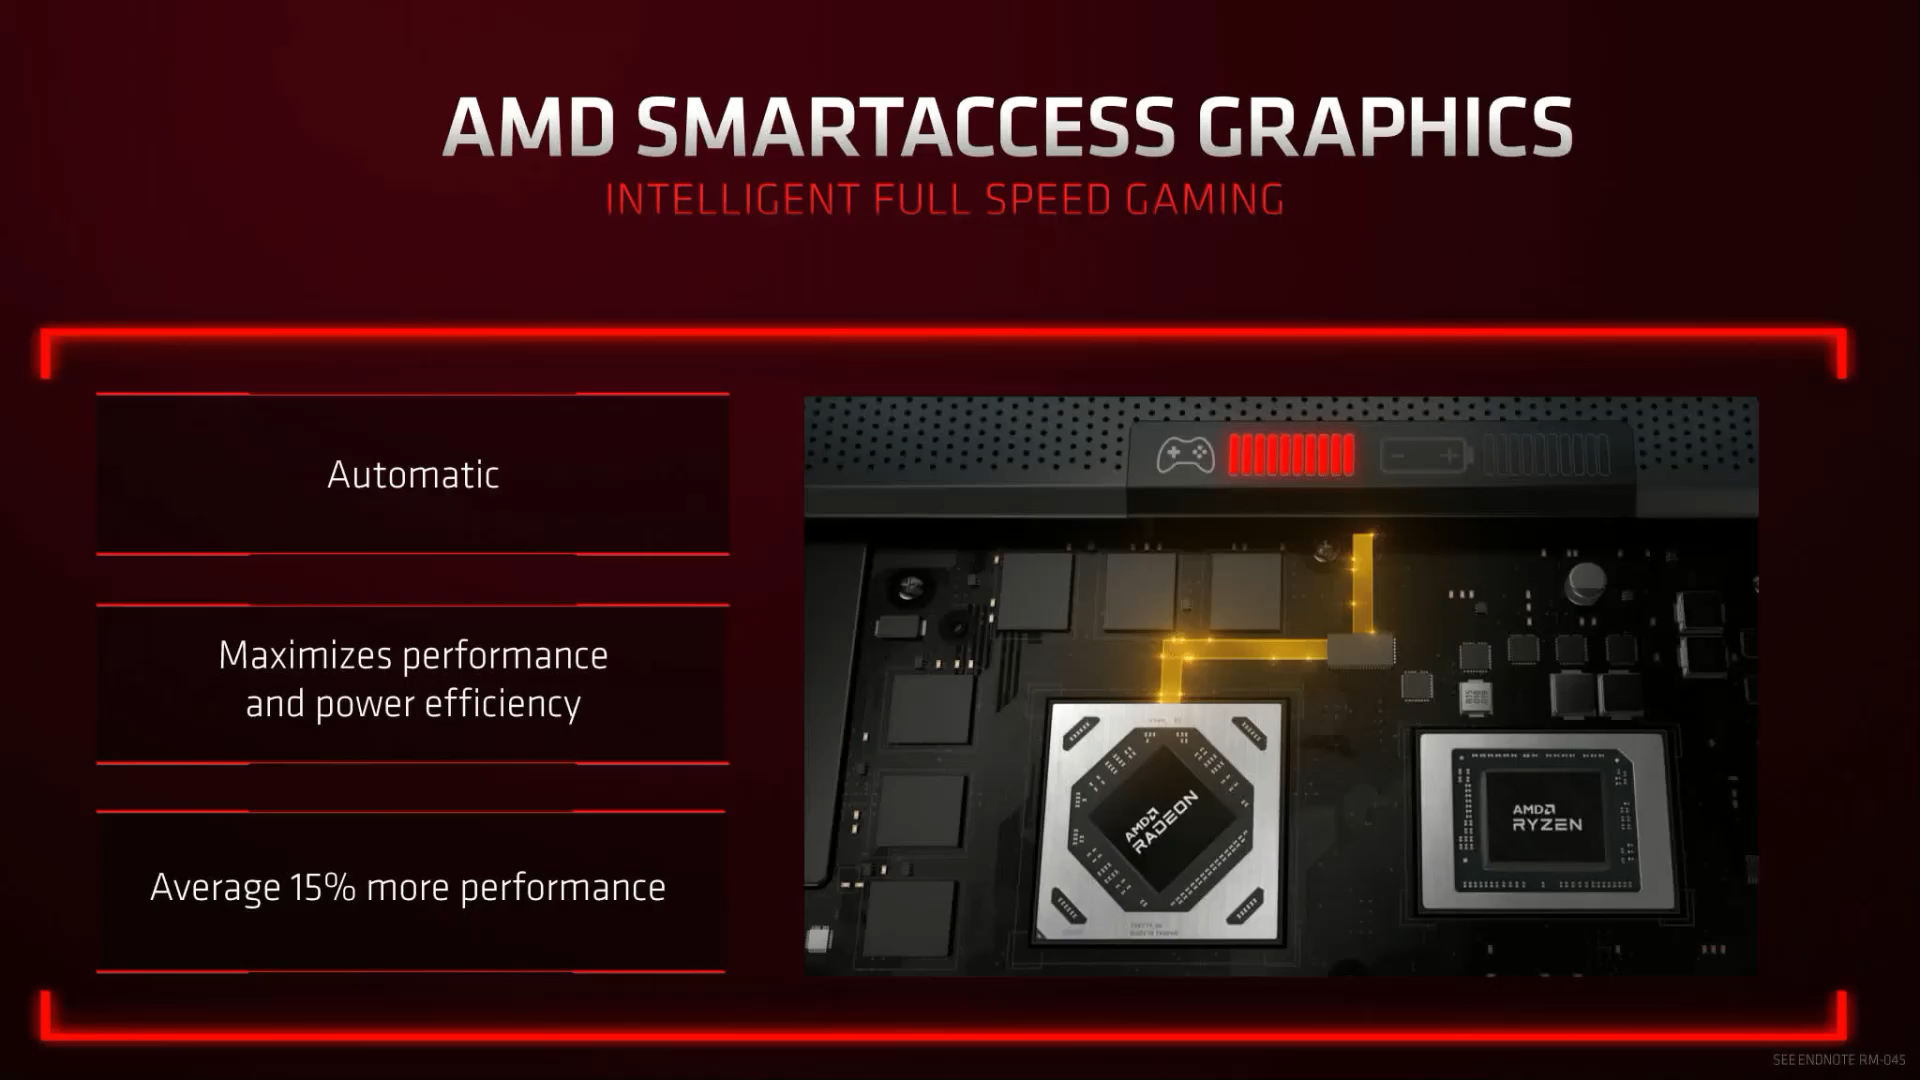 AMD SMARTACCESS GRAPHICS
INTELLIGENT FULL SPEED GAMING
Automatic
Maximizes performance
and power efficiency
Average 15% more performance
AMD
RADEON
AMD
RYZEN
SEE ENDNOTE RM-045